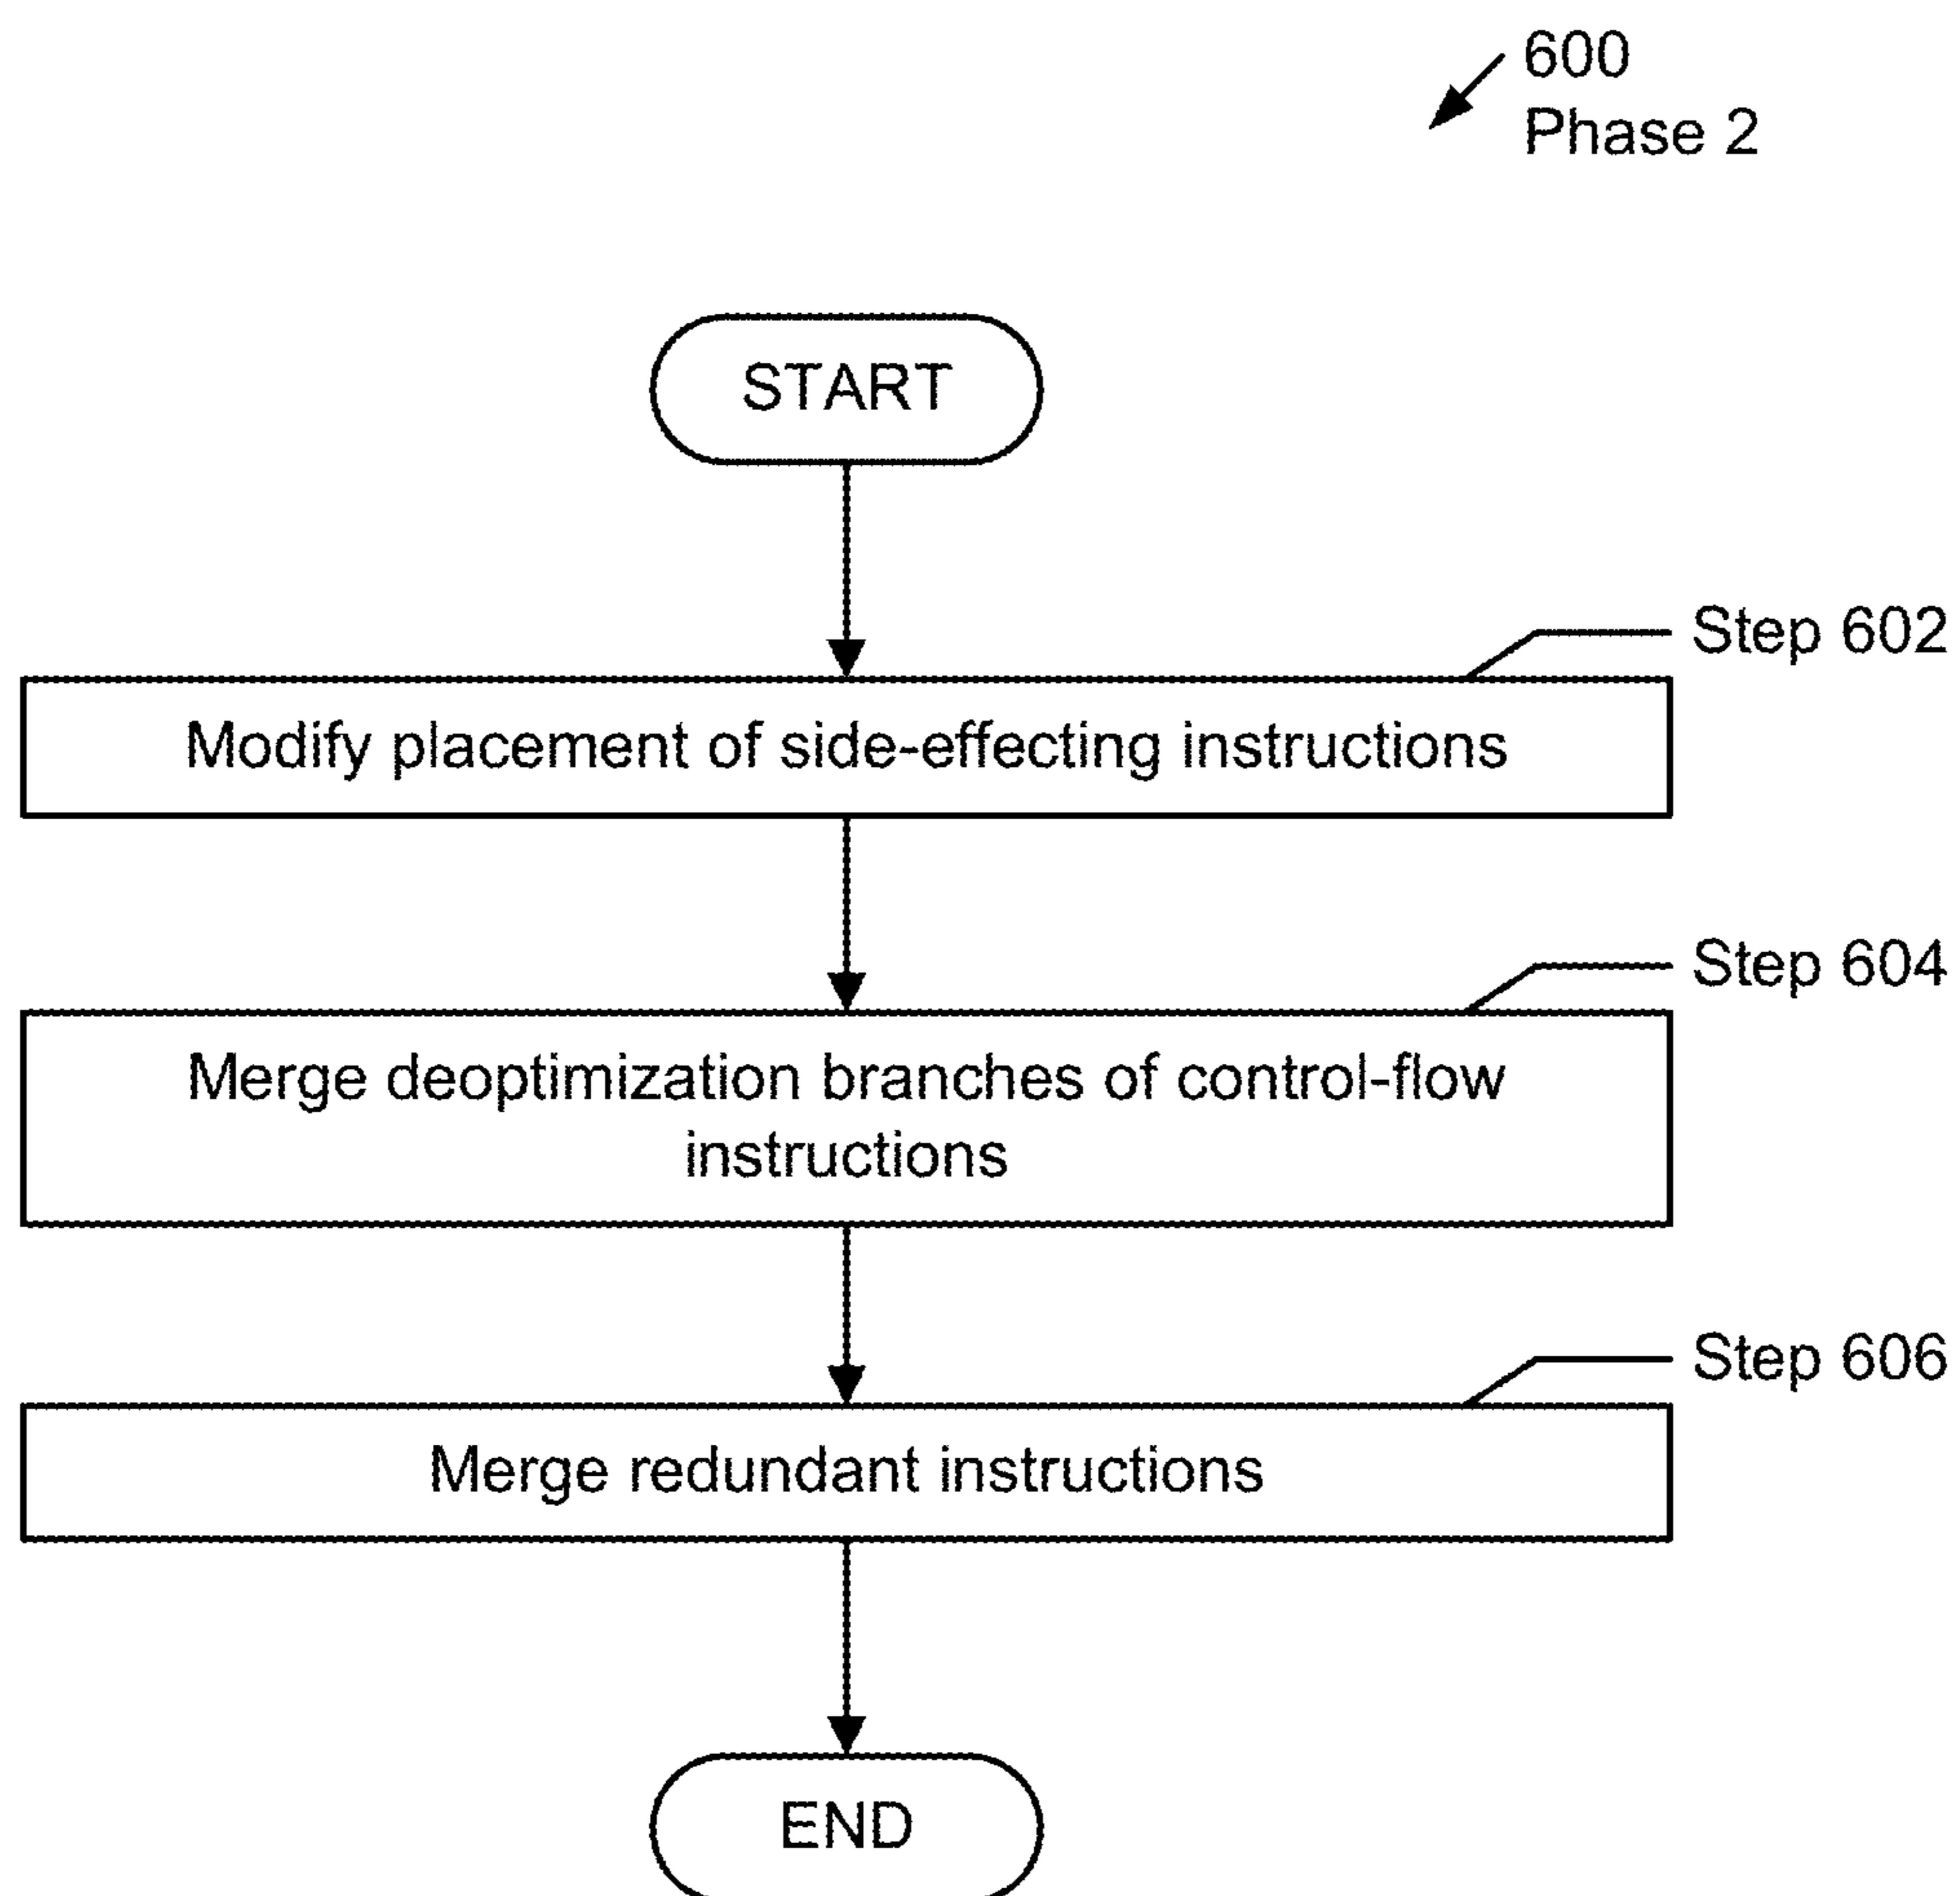 600
Phase 2
START
Step 602
Modify placement of side-effecting instructions
Step 604
Merge deoptimization branches of control-flow
instructions
Step 606
Merge redundant instructions
END